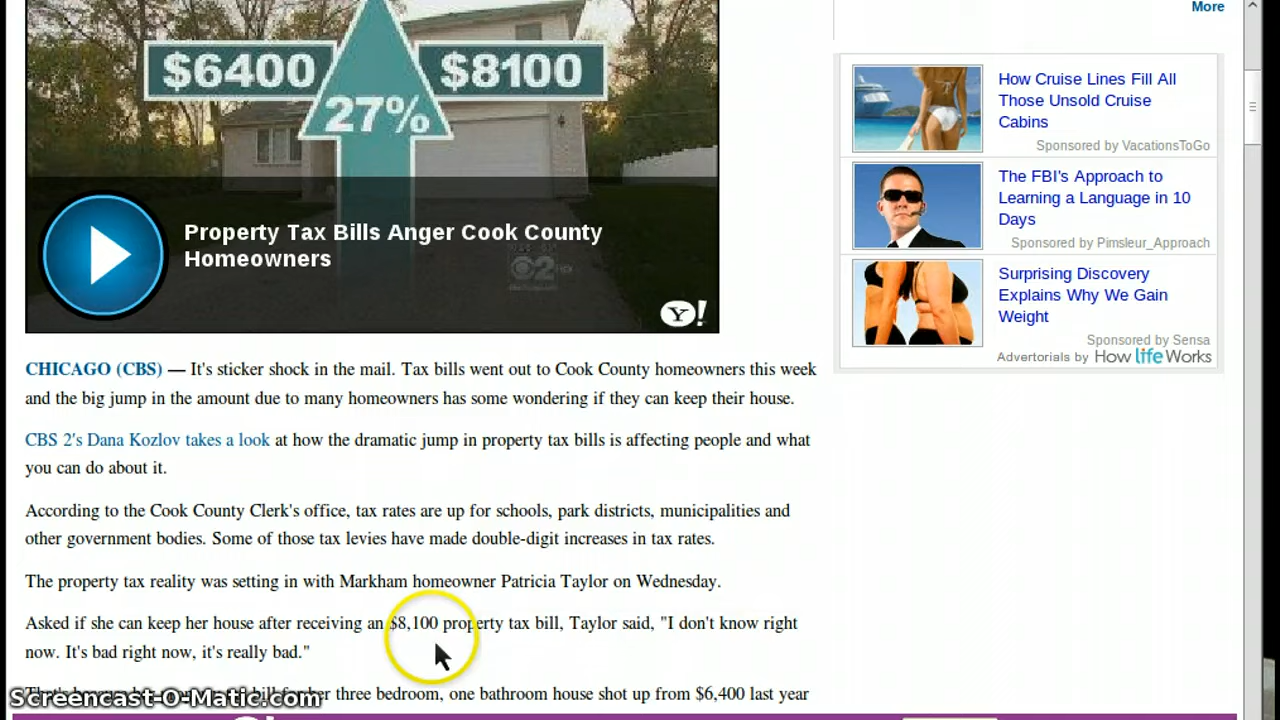 More
$6400
$8100
27%
Property Tax Bills Anger Cook County
Homeowners
2
Y!
How Cruise Lines Fill All
Those Unsold Cruise
Cabins
Sponsored by VacationsToGo
The FBI's Approach to
Learning a Language in 10
Days
Sponsored by Pimsleur_Approach
Surprising Discovery
Explains Why We Gain
Weight
Sponsored by Sensa
Advertorials by How life Works
CHICAGO (CBS) — It's sticker shock in the mail. Tax bills went out to Cook County homeowners this week
and the big jump in the amount due to many homeowners has some wondering if they can keep their house.
CBS 2's Dana Kozlov takes a look at how the dramatic jump in property tax bills is affecting people and what
you can do about it.
According to the Cook County Clerk's office, tax rates are up for schools, park districts, municipalities and
other government bodies. Some of those tax levies have made double-digit increases in tax rates.
The property tax reality was setting in with Markham homeowner Patricia Taylor on Wednesday.
Asked if she can keep her house after receiving an $8,100 property tax bill, Taylor said, "I don't know right
now. It's bad right now, it's really bad."
three bedroom, one bathroom house shot up from $6,400 last year
Screencast-O-Matic.com